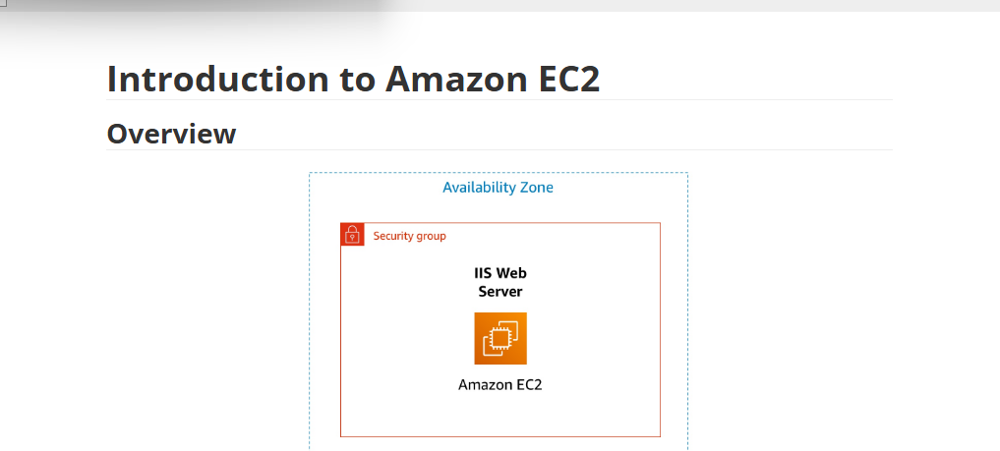 Introduction to Amazon EC2
Overview
Availability Zone
Security group
IIS Web
Server
Amazon EC2